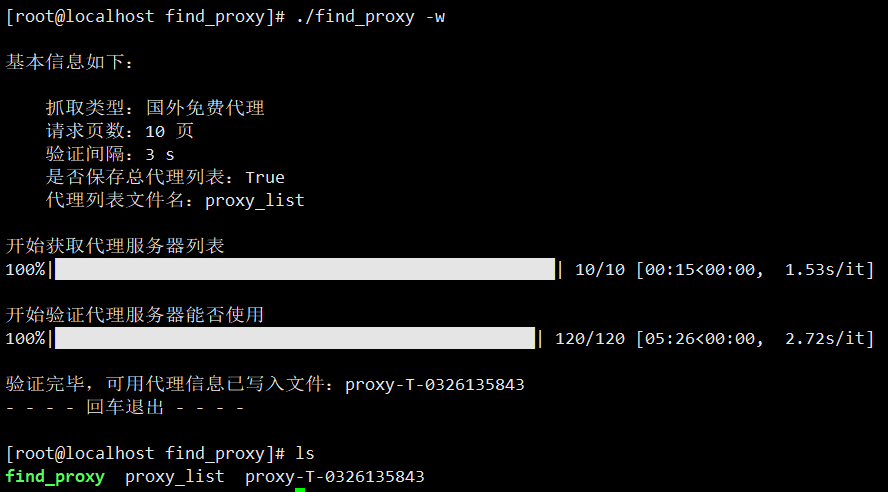 [root@localhost find_proxy]# ./find_proxy -w
基本信息如下:
抓取类型: 国外免费代理
请求页数: 10 页
验证间隔: 3 s
是否保存总代理列表: True
代理列表文件名: proxy_list
开始获取代理服务器列表
100%| | 10/10 [00:15<00:00, 1.53s/it]
开始验证代理服务器能否使用
100%| | 120/120 [05:26<00:00, 2.72s/it]
验证完毕, 可用代理信息已写入文件: proxy-T-0326135843
- - - - 回车退出 - - - -
[root@localhost find_proxy]# ls
find_proxy proxy_list proxy-T-0326135843